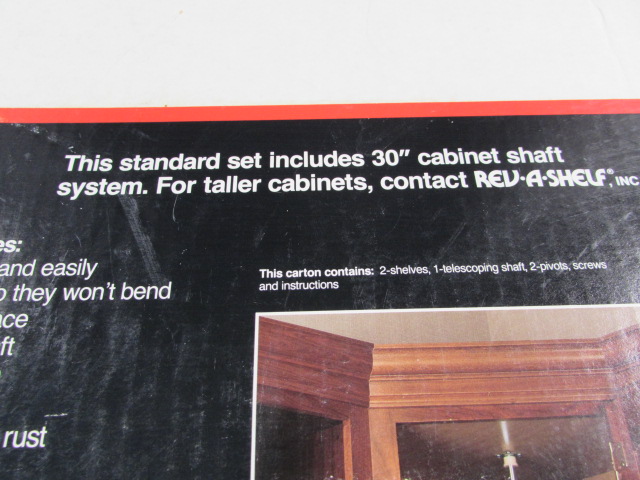 This standard set includes 30" cabinet shaft
system. For taller cabinets, contact REV·A·SHELF®, INC
es:
and easily
o they won't bend
ace
ft
rust
This carton contains: 2-shelves, 1-telescoping shaft, 2-pivots, screws
and instructions